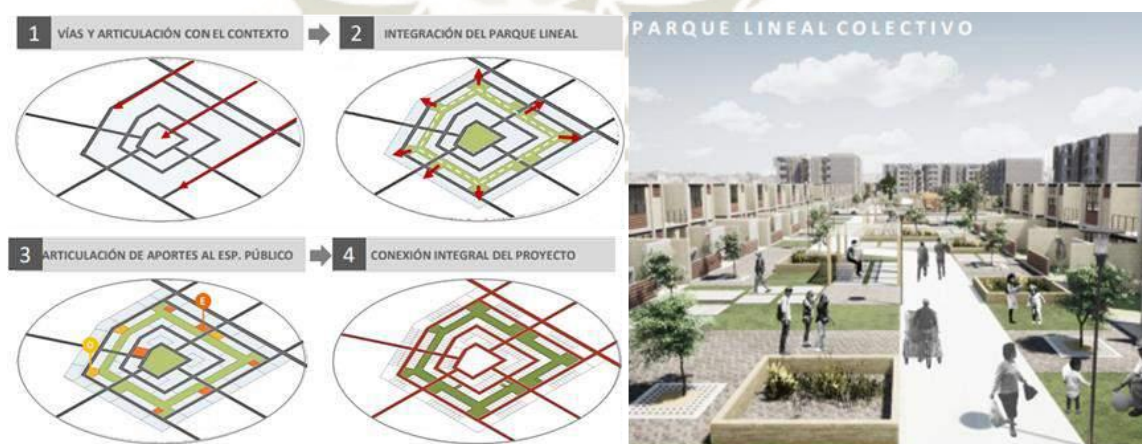 1 VÍAS Y ARTICULACIÓN CON EL CONTEXTO
2 INTEGRACIÓN DEL PARQUE LINEAL
3 ARTICULACIÓN DE APORTES AL ESP. PÚBLICO
E
O
4 CONEXIÓN INTEGRAL DEL PROYECTO
PARQUE LINEAL COLECTIVO